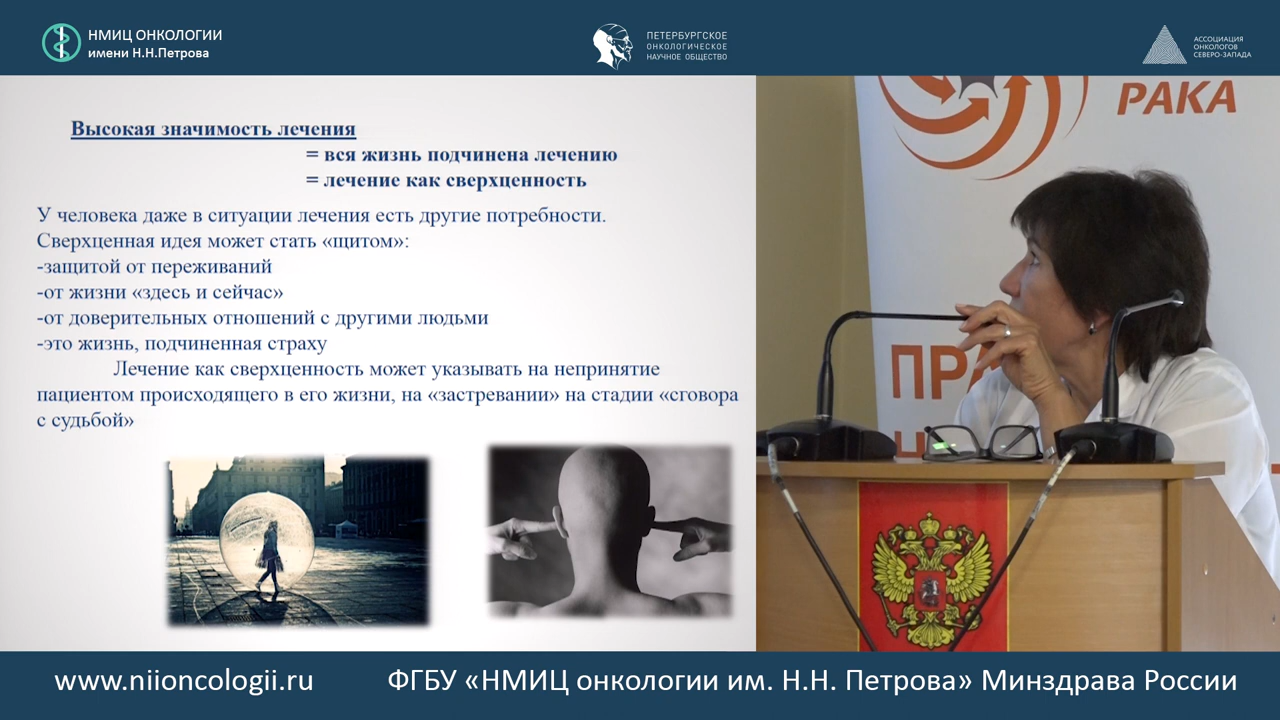 НМИЦ ОНКОЛОГИИ
имени Н.Н.Петрова
ПЕТЕРБУРГСКОЕ
ОНКОЛОГИЧЕСКОЕ
НАУЧНОЕ ОБЩЕСТВО
АССОЦИАЦИЯ
ОНКОЛОГОВ
СЕВЕРО-ЗАПАДА
Высокая значимость лечения
= вся жизнь подчинена лечению
= лечение как сверхценность
У человека даже в ситуации лечения есть другие потребности.
Сверхценная идея может стать «щитом»:
-защитой от переживаний
-от жизни «здесь и сейчас»
-от доверительных отношений с другими людьми
-это жизнь, подчиненная страху
Лечение как сверхценность может указывать на непринятие
пациентом происходящего в его жизни, на «застревании» на стадии «сговора
с судьбой»
РАКА
ПРА
www.niioncologii.ru
ФГБУ «НМИЦ онкологии им. Н.Н. Петрова» Минздрава России